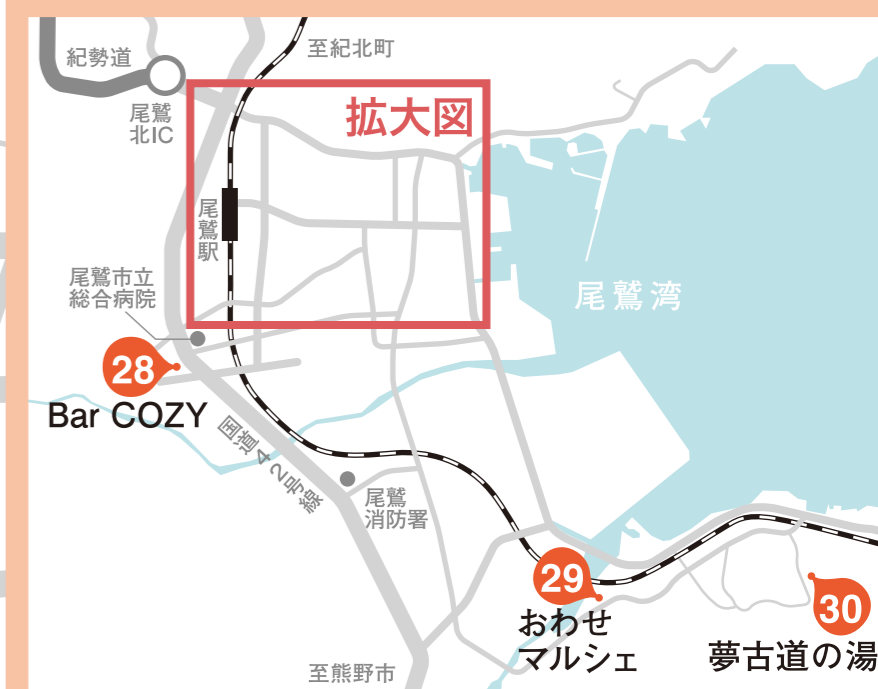 紀勢道
至紀北町
尾鷲
北IC
拡大図
尾鷲駅
尾鷲市立
総合病院
尾鷲湾
28
Bar COZY
国道42号線
尾鷲
消防署
29
おわせ
マルシェ
30
夢古道の湯
至熊野市